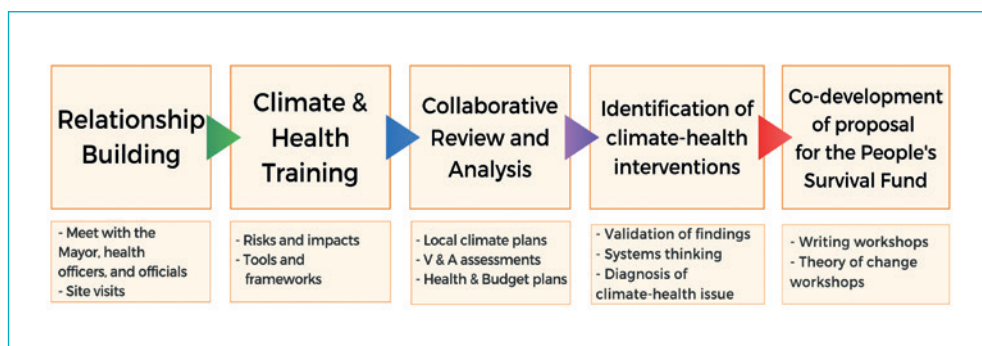 Relationship
Building
Climate &
Health
Training
Collaborative
Review and
Analysis
Identification of
climate-health
interventions
Co-development
of proposal
for the People's
Survival Fund
- Meet with the
Mayor, health
officers, and officials
- Site visits
- Risks and impacts
- Tools and
frameworks
- Local climate plans
- V & A assessments
- Health & Budget plans
- Validation of findings
- Systems thinking
- Diagnosis of
climate-health issue
- Writing workshops
- Theory of change
workshops